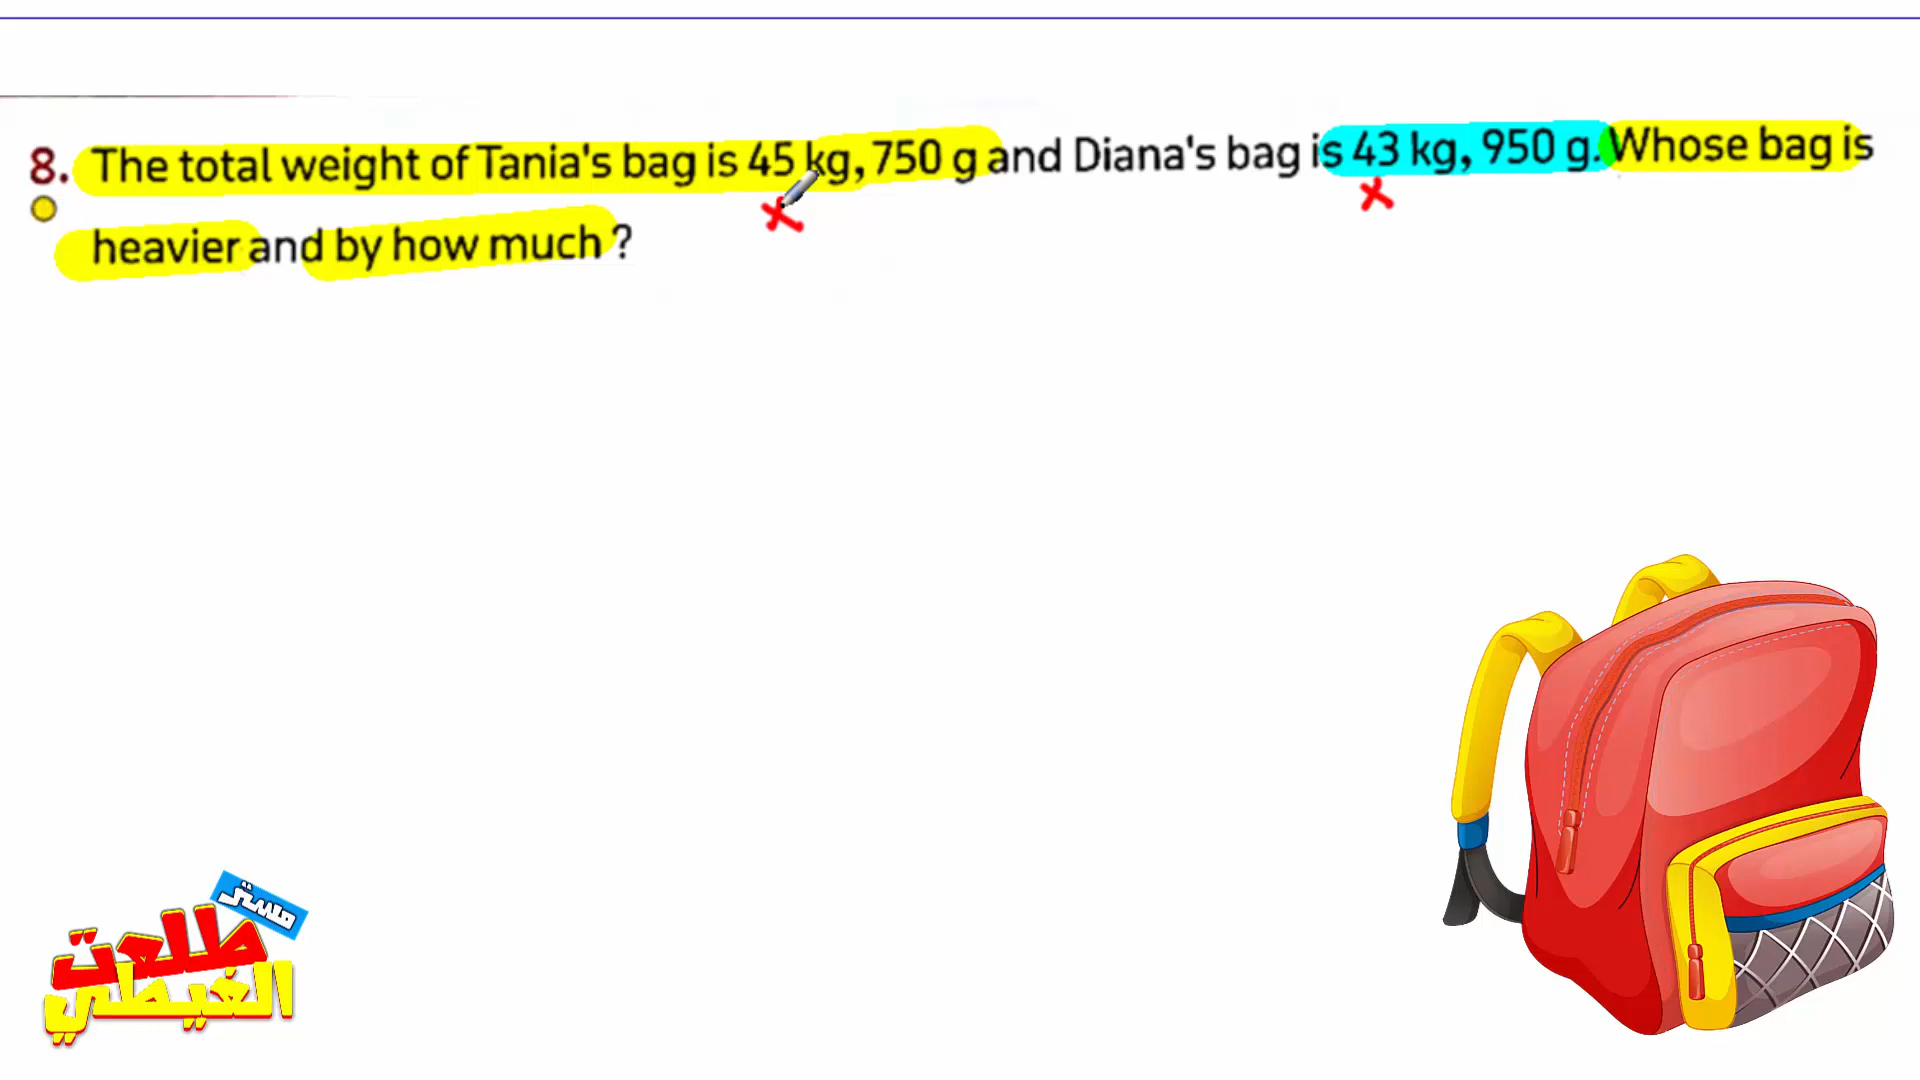 8. The total weight of Tania's bag is 45 kg, 750 g and Diana's bag is 43 kg, 950 g. Whose bag is
heavier and by how much ?
مستر
طلعت
الغيطي